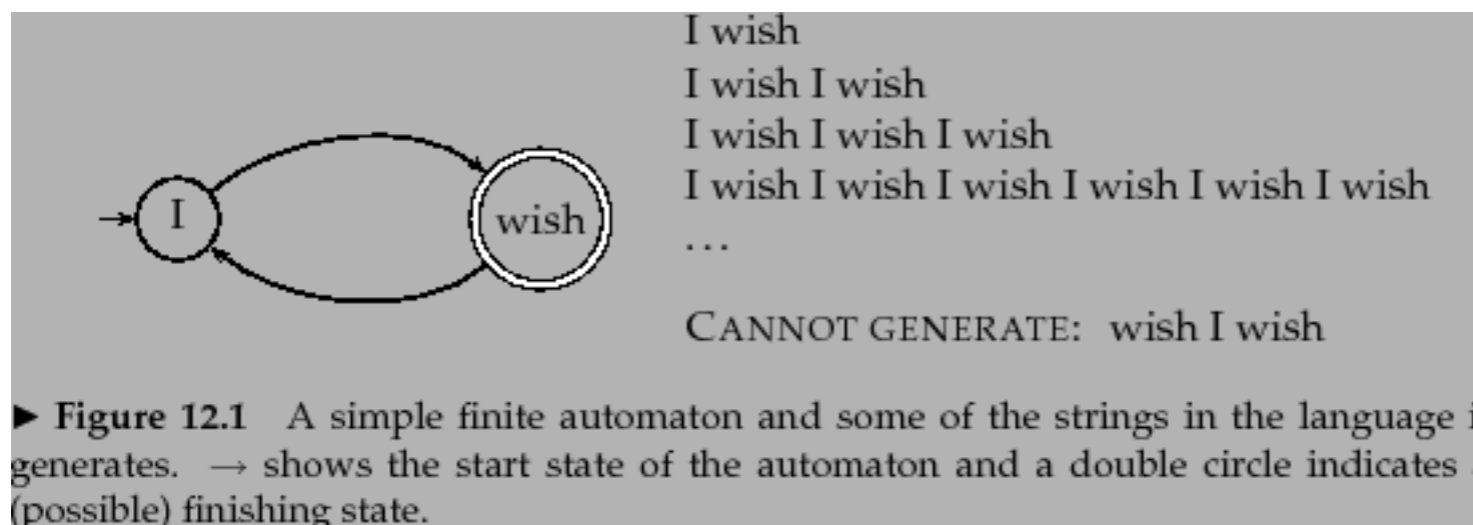 I wish
I wish I wish
I wish I wish I wish
I
wish
I wish I wish I wish I wish I wish I wish
...
CANNOT GENERATE: wish I wish
► Figure 12.1 A simple finite automaton and some of the strings in the language
generates. → shows the start state of the automaton and a double circle indicates
(possible) finishing state.